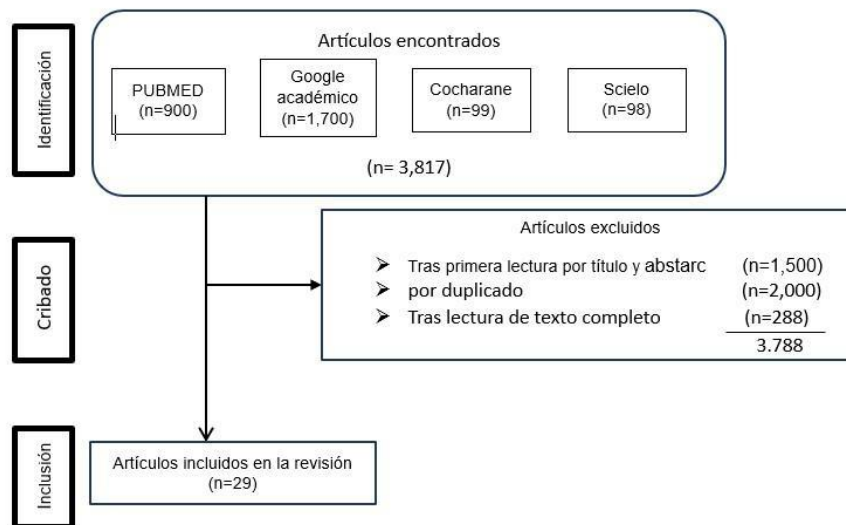 Identificación
Artículos encontrados
PUBMED
(n=900)
Google
académico
(n=1,700)
Cocharane
(n=99)
Scielo
(n=98)
(n= 3,817)
Cribado
Artículos excluidos
➤ Tras primera lectura por título y abstarc (n=1,500)
➤ por duplicado (n=2,000)
➤ Tras lectura de texto completo (n=288)
3.788
Inclusión
Artículos incluidos en la revisión
(n=29)